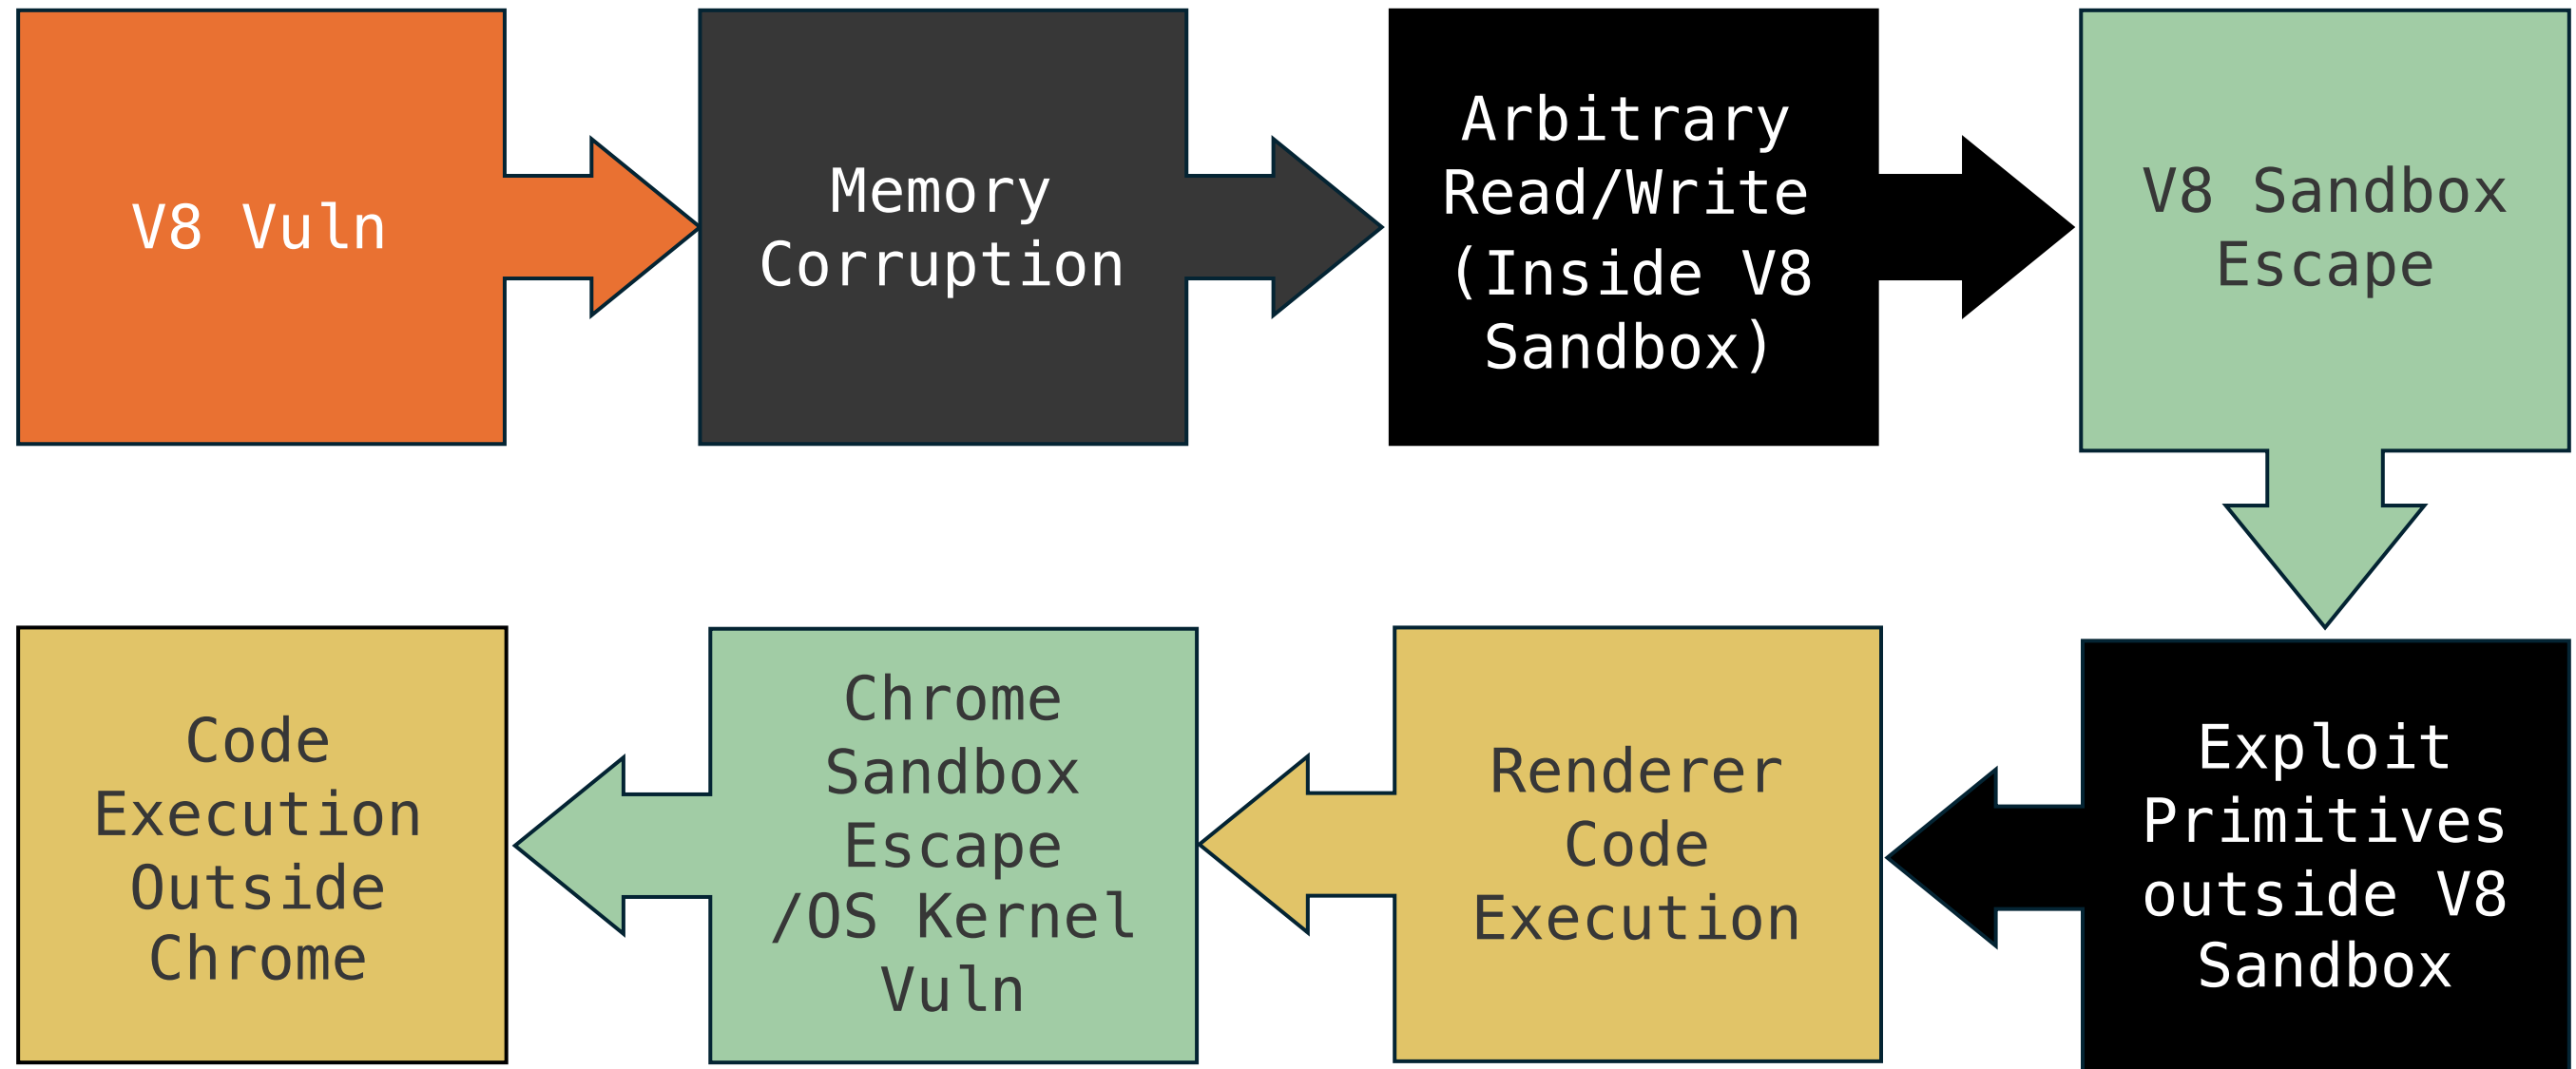 V8 Vuln
Memory
Corruption
Arbitrary
Read/Write
(Inside V8
Sandbox)
V8 Sandbox
Escape
Exploit
Primitives
outside V8
Sandbox
Renderer
Code
Execution
Chrome
Sandbox
Escape
/OS Kernel
Vuln
Code
Execution
Outside
Chrome